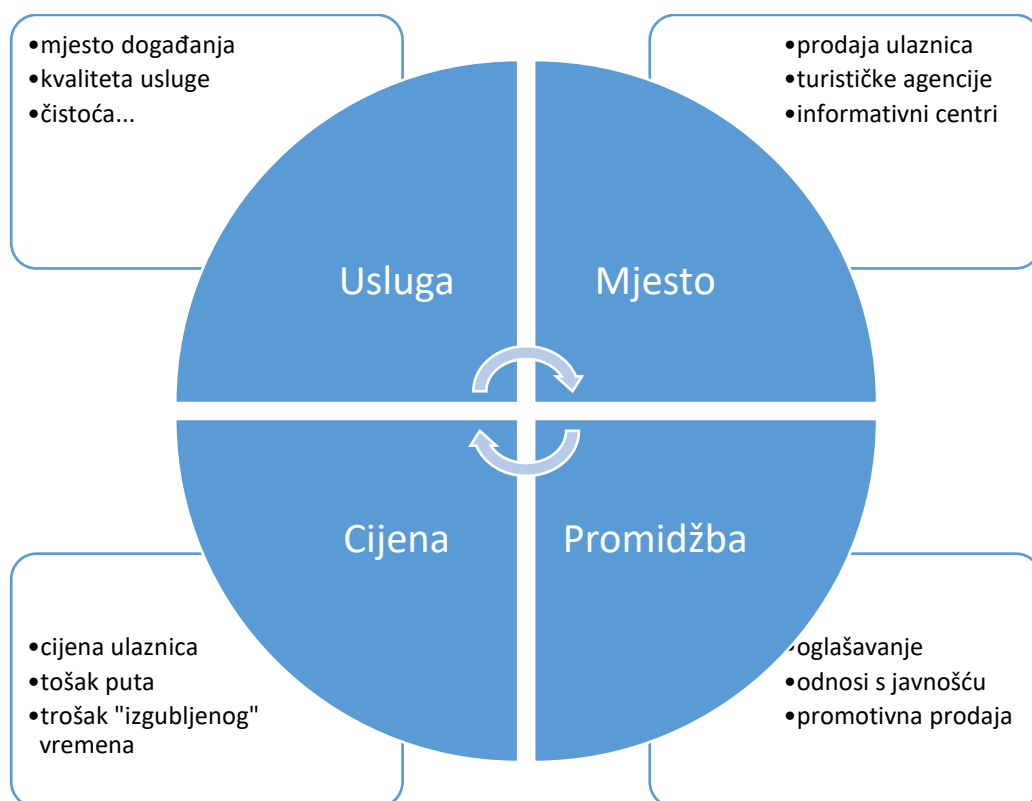 •mjesto događanja
•kvaliteta usluge
•čistoća...
•prodaja ulaznica
•turističke agencije
•informativni centri
Usluga
Mjesto
Cijena
Promidžba
•cijena ulaznica
•tošak puta
•trošak "izgubljenog"
vremena
•oglašavanje
•odnosi s javnošću
•promotivna prodaja